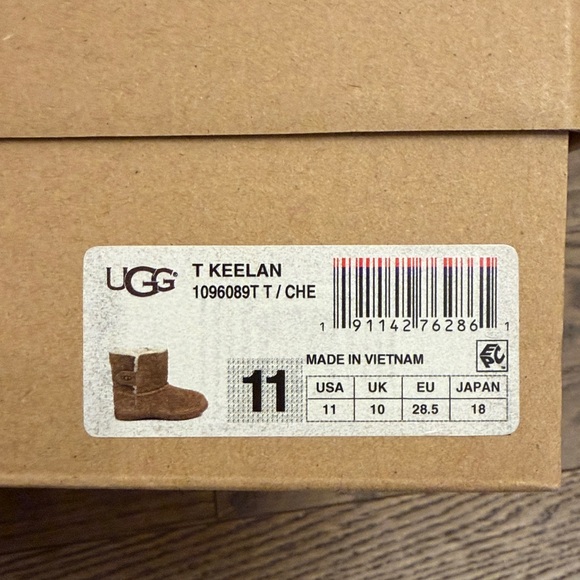 UGG®
T KEELAN
1096089T T / CHE
1 91142 76286 1
MADE IN VIETNAM
11
USA UK EU JAPAN
11 10 28.5 18